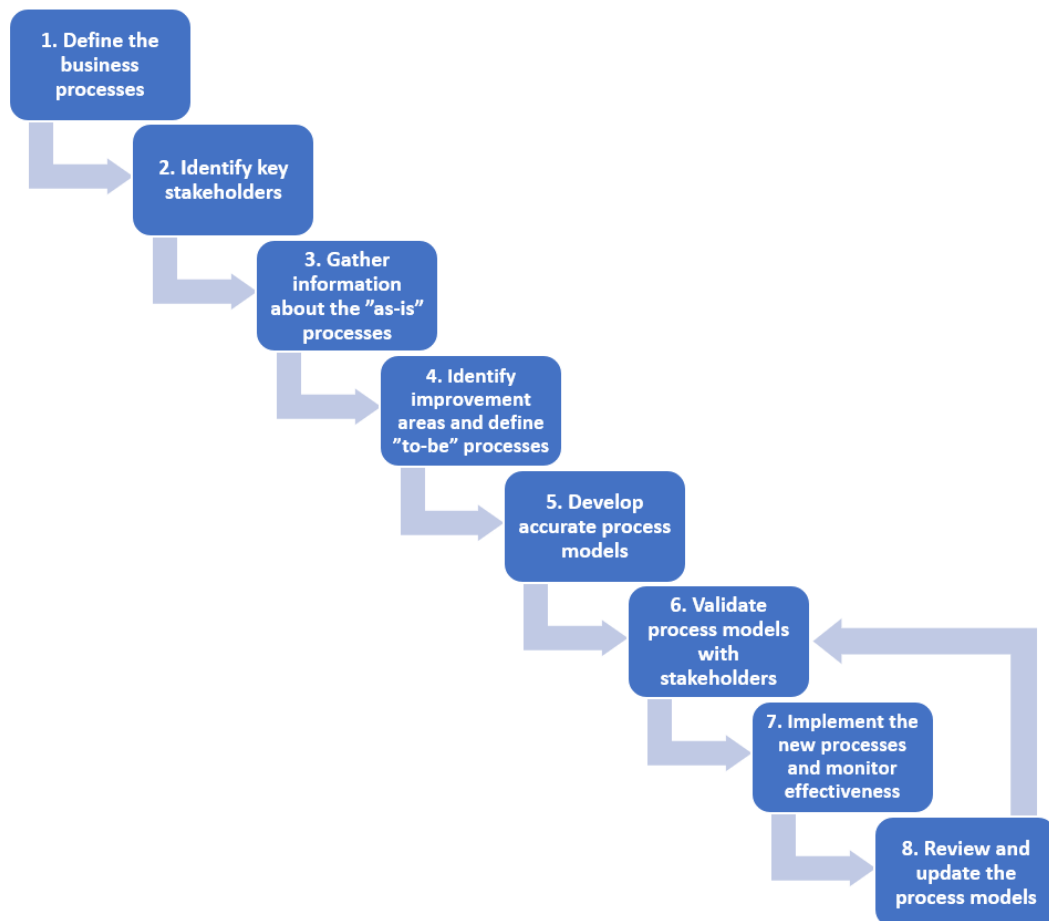 1. Define the
business
processes
2. Identify key
stakeholders
3. Gather
information
about the ”as-is”
processes
4. Identify
improvement
areas and define
”to-be” processes
5. Develop
accurate process
models
6. Validate
process models
with
stakeholders
7. Implement the
new processes
and monitor
effectiveness
8. Review and
update the
process models